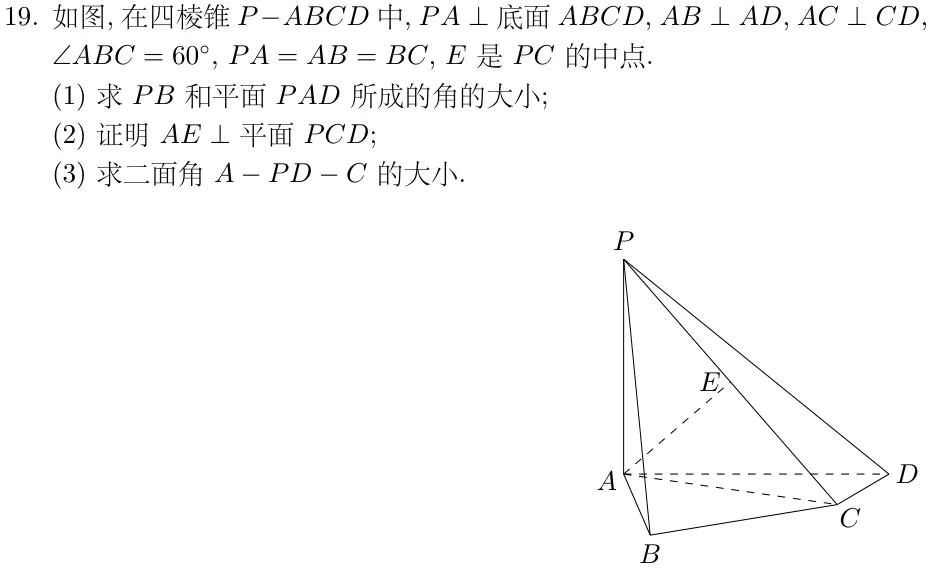 19. 如图, 在四棱锥 P−ABCD 中, PA ⊥ 底面 ABCD, AB ⊥ AD, AC ⊥ CD,
∠ABC = 60°, PA = AB = BC, E 是 PC 的中点.
(1) 求 PB 和平面 PAD 所成的角的大小;
(2) 证明 AE ⊥ 平面 PCD;
(3) 求二面角 A − PD − C 的大小.
P
E
A
D
C
B